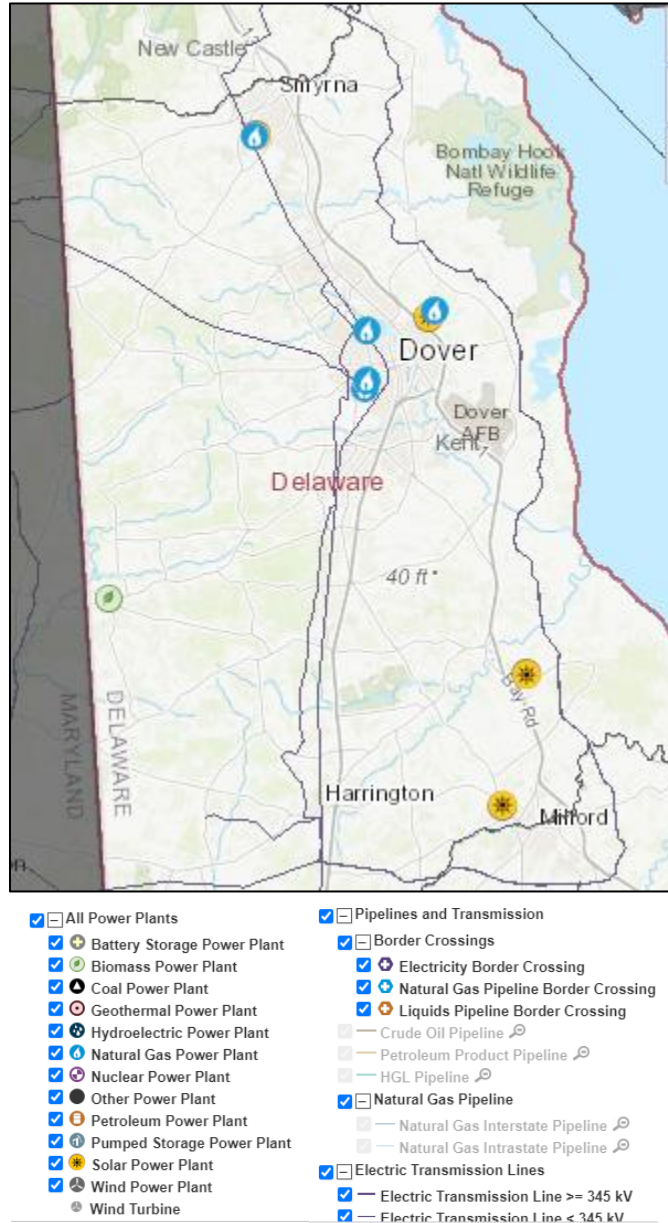 New Castle
Smyrna
Bombay Hook
Natl Wildlife
Refuge
Dover
Dover
AFB
Kent
Delaware
40 ft
MARYLAND
DELAWARE
Bay Rd
Harrington
Milford
All Power Plants
Battery Storage Power Plant
Biomass Power Plant
Coal Power Plant
Geothermal Power Plant
Hydroelectric Power Plant
Natural Gas Power Plant
Nuclear Power Plant
Other Power Plant
Petroleum Power Plant
Pumped Storage Power Plant
Solar Power Plant
Wind Power Plant
Wind Turbine
Pipelines and Transmission
Border Crossings
Electricity Border Crossing
Natural Gas Pipeline Border Crossing
Liquids Pipeline Border Crossing
Crude Oil Pipeline
Petroleum Product Pipeline
HGL Pipeline
Natural Gas Pipeline
Natural Gas Interstate Pipeline
Natural Gas Intrastate Pipeline
Electric Transmission Lines
Electric Transmission Line >= 345 kV
Electric Transmission Line < 345 kV